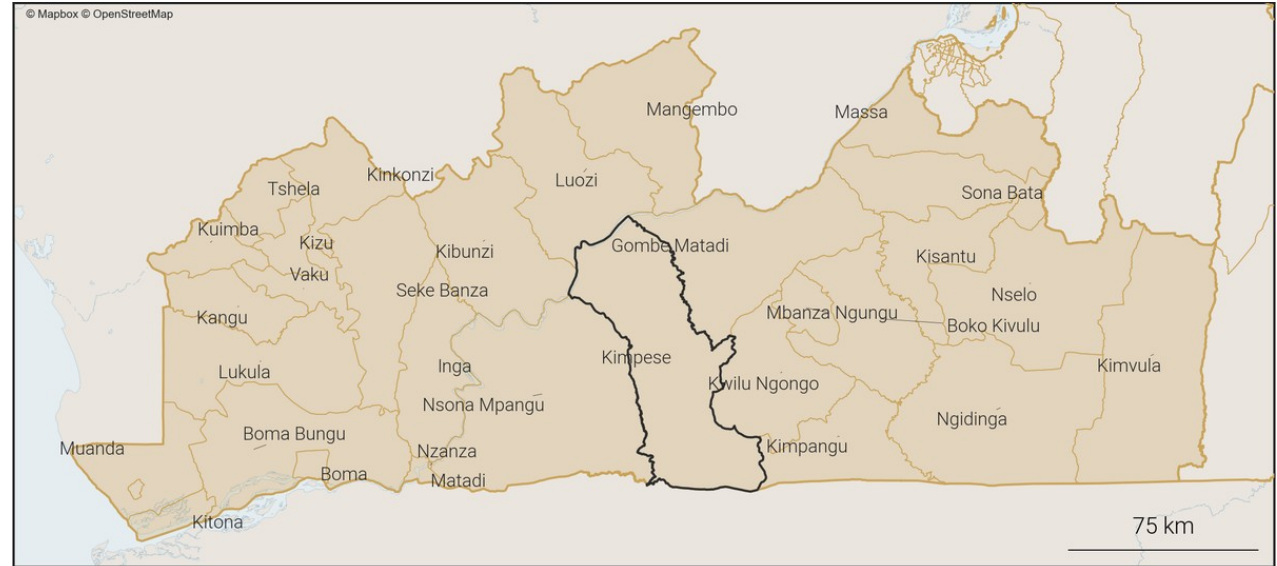 © Mapbox © OpenStreetMap
Mangembo
Massa
Kinkonzi
Luozi
Tshela
Sona Bata
Kuimba
Kizu
Gombe Matadi
Kibunzi
Kisantu
Vaku
Seke Banza
Nselo
Kangu
Mbanza Ngungu
Boko Kivulu
Kimpese
Inga
Kimvula
Lukula
Kwilu Ngongo
Nsona Mpangu
Ngidinga
Boma Bungu
Muanda
Kimpangu
Nzanza
Boma
Matadi
Kitona
75 km